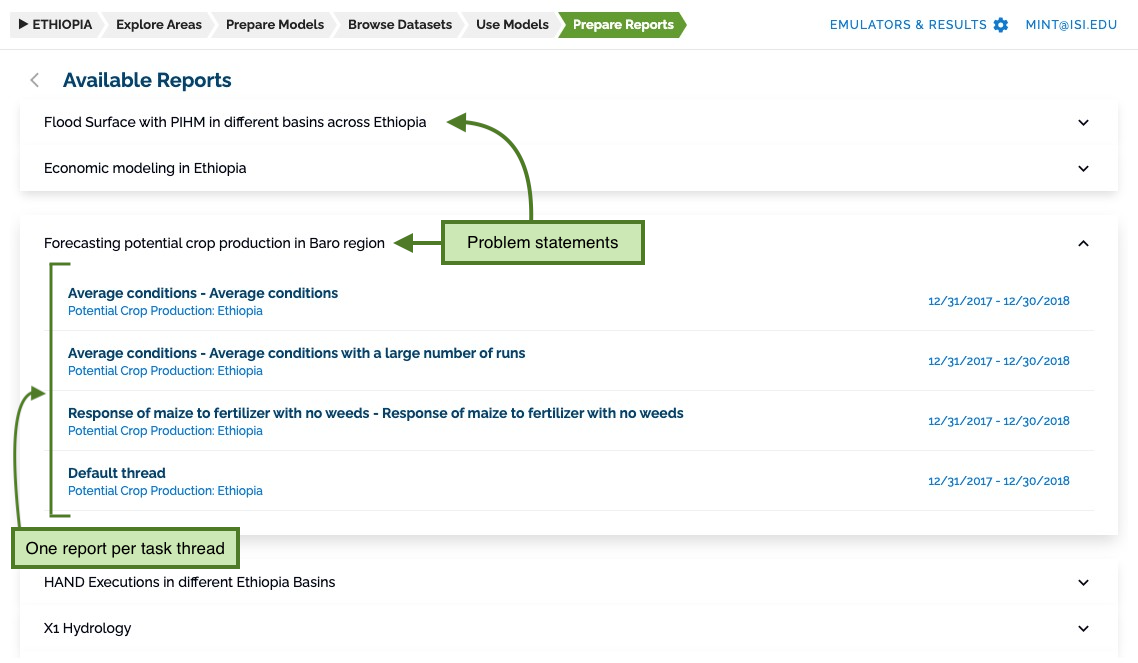 ETHIOPIA Explore Areas Prepare Models Browse Datasets Use Models Prepare Reports EMULATORS & RESULTS MINT@ISI.EDU
Available Reports
Flood Surface with PIHM in different basins across Ethiopia
Economic modeling in Ethiopia
Problem statements
Forecasting potential crop production in Baro region
Average conditions - Average conditions
Potential Crop Production: Ethiopia
12/31/2017 - 12/30/2018
Average conditions - Average conditions with a large number of runs
Potential Crop Production: Ethiopia
12/31/2017 - 12/30/2018
Response of maize to fertilizer with no weeds - Response of maize to fertilizer with no weeds
Potential Crop Production: Ethiopia
12/31/2017 - 12/30/2018
Default thread
Potential Crop Production: Ethiopia
12/31/2017 - 12/30/2018
One report per task thread
HAND Executions in different Ethiopia Basins
X1 Hydrology